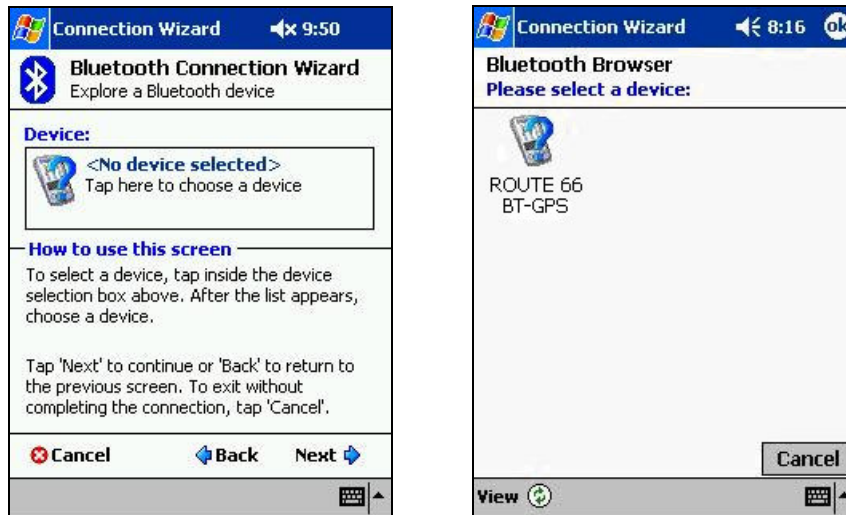 Connection Wizard 9:50
Bluetooth Connection Wizard
Explore a Bluetooth device
Device:
<No device selected>
Tap here to choose a device
How to use this screen
To select a device, tap inside the device
selection box above. After the list appears,
choose a device.
Tap 'Next' to continue or 'Back' to return to
the previous screen. To exit without
completing the connection, tap 'Cancel'.
Cancel Back Next
Connection Wizard 8:16 ok
Bluetooth Browser
Please select a device:
ROUTE 66
BT-GPS
Cancel
View